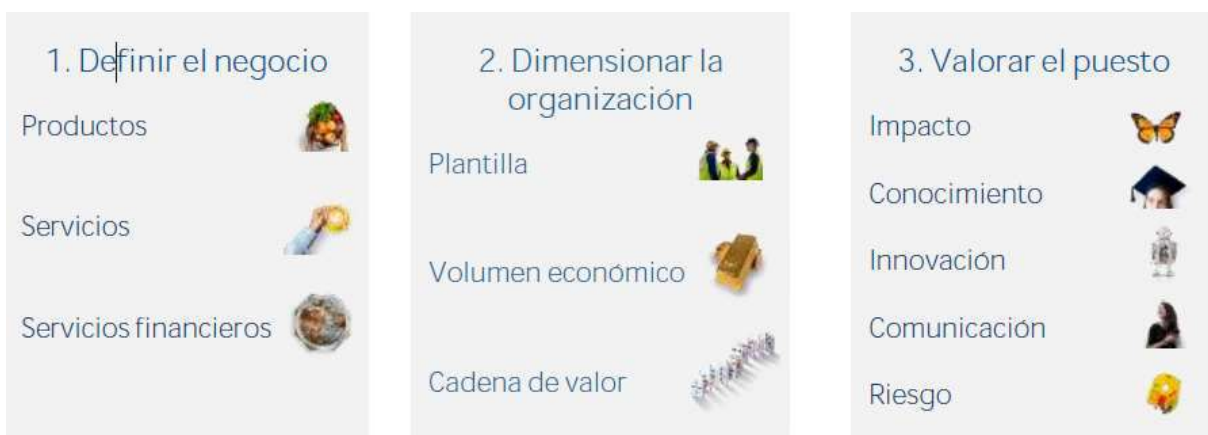 1. Definir el negocio
Productos
Servicios
Servicios financieros
2. Dimensionar la
organización
Plantilla
Volumen económico
Cadena de valor
3. Valorar el puesto
Impacto
Conocimiento
Innovación
Comunicación
Riesgo